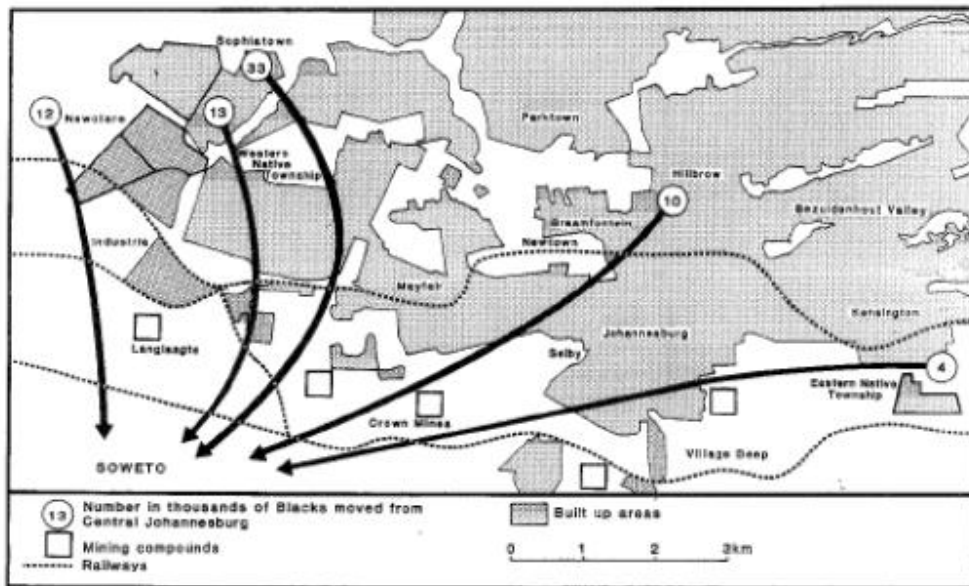 Sophiatown
33
12
Newclare
13
Western
Native
Township
Parktown
Hillbrow
10
Braamfontein
Newtown
Bezuidenhout Valley
Industria
Mayfair
Kensington
Langlaagte
Johannesburg
Selby
4
Eastern Native
Township
Crown Mines
Village Deep
SOWETO
13 Number in thousands of Blacks moved from
Central Johannesburg
Mining compounds
Railways
Built up areas
0 1 2 3km